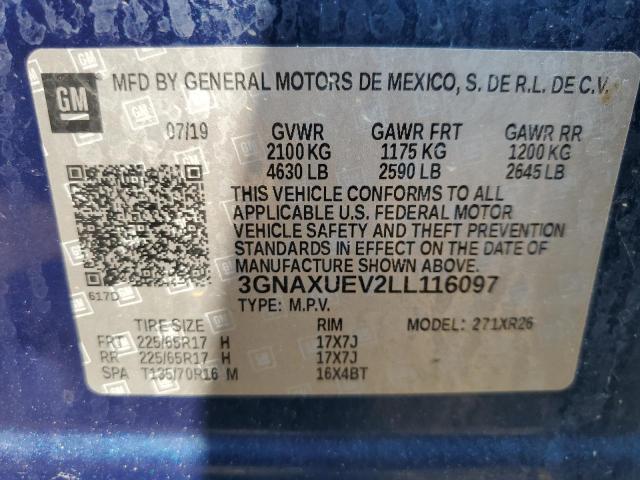 GM
MFD BY GENERAL MOTORS DE MEXICO, S. DE R.L. DE C.V.
07/19 GVWR GAWR FRT GAWR RR
2100 KG 1175 KG 1200 KG
4630 LB 2590 LB 2645 LB
THIS VEHICLE CONFORMS TO ALL
APPLICABLE U.S. FEDERAL MOTOR
VEHICLE SAFETY AND THEFT PREVENTION
STANDARDS IN EFFECT ON THE DATE OF
MANUFACTURE SHOWN ABOVE.
617D
3GNAXUEV2LL116097
TYPE: M.P.V.
TIRE SIZE RIM MODEL: 271XR26
FRT 225/65R17 H 17X7J
RR 225/65R17 H 17X7J
SPA T135/70R16 M 16X4BT